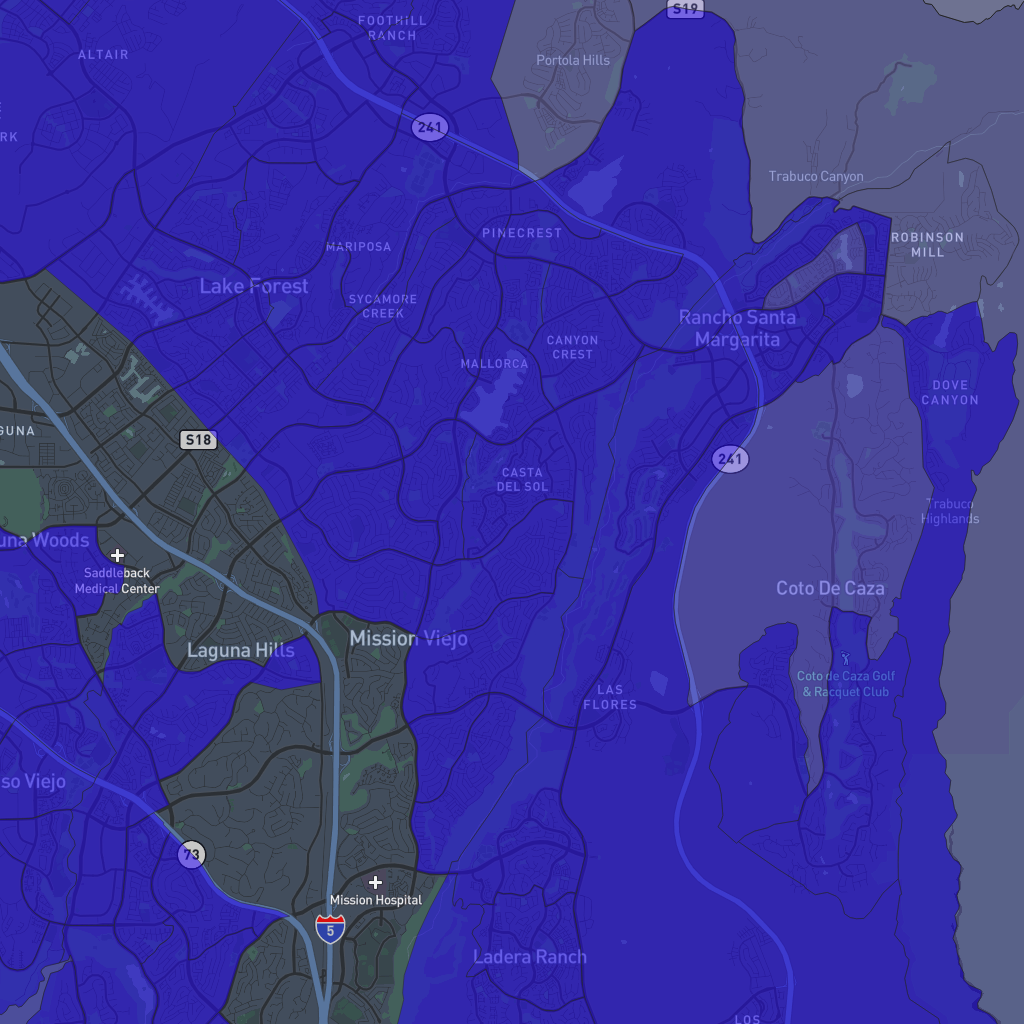 S19
FOOTHILL
RANCH
ALTAIR
Portola Hills
241
RK
Trabuco Canyon
PINECREST
ROBINSON
MILL
MARIPOSA
Lake Forest
SYCAMORE
CREEK
Rancho Santa
Margarita
CANYON
CREST
MALLORCA
DOVE
CANYON
GUNA
S18
241
CASTA
DEL SOL
Trabuco
Highlands
una Woods
Saddleback
Medical Center
Coto De Caza
Mission Viejo
Laguna Hills
Coto de Caza Golf
& Racquet Club
LAS
FLORES
so Viejo
73
Mission Hospital
5
Ladera Ranch
LOS